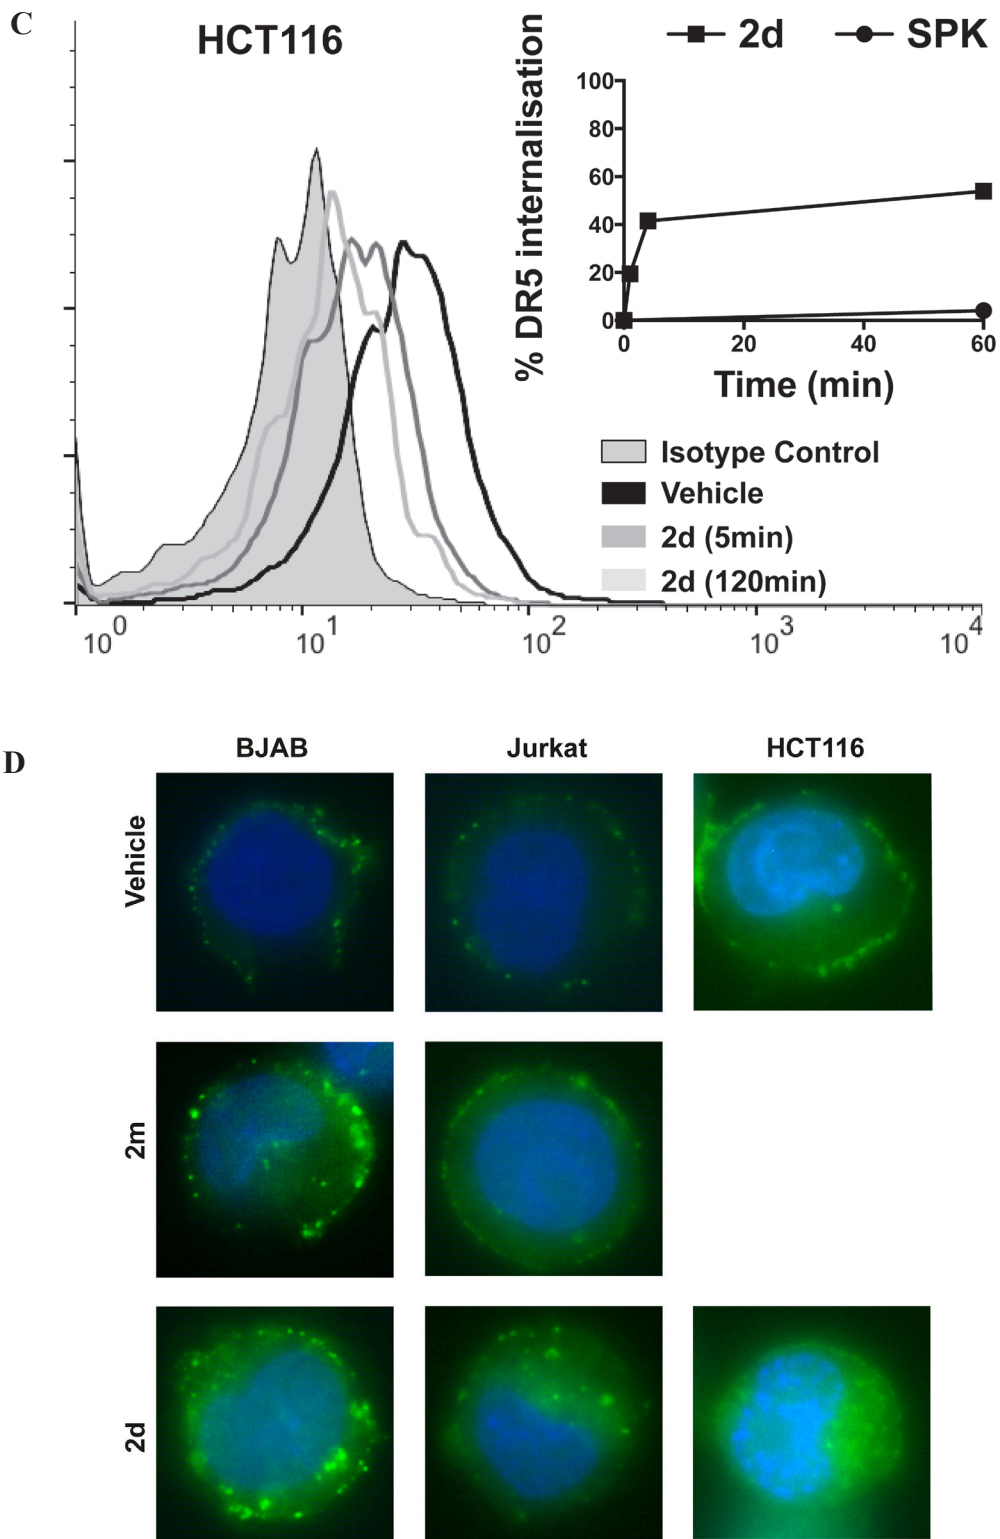 C
HCT116
2d SPK
% DR5 internalisation
100
80
60
40
20
0
0 20 40 60
Time (min)
Isotype Control
Vehicle
2d (5min)
2d (120min)
10^0 10^1 10^2 10^3 10^4
D
BJAB Jurkat HCT116
Vehicle
2m
2d